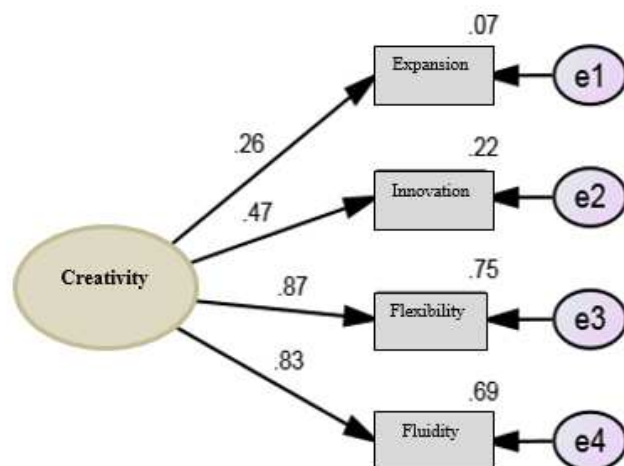 .07
Expansion
e1
.26
.22
Innovation
e2
.47
Creativity
.75
.87
Flexibility
e3
.83
.69
Fluidity
e4